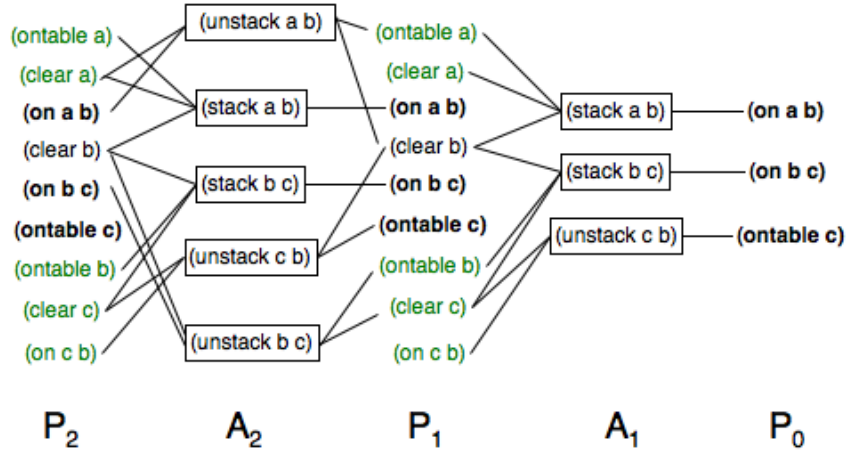 (ontable a)
(clear a)
(on a b)
(clear b)
(on b c)
(ontable c)
(ontable b)
(clear c)
(on c b)
P2
(unstack a b)
(stack a b)
(stack b c)
(unstack c b)
(unstack b c)
A2
(ontable a)
(clear a)
(on a b)
(clear b)
(on b c)
(ontable c)
(ontable b)
(clear c)
(on c b)
P1
(stack a b)
(stack b c)
(unstack c b)
A1
(on a b)
(on b c)
(ontable c)
P0